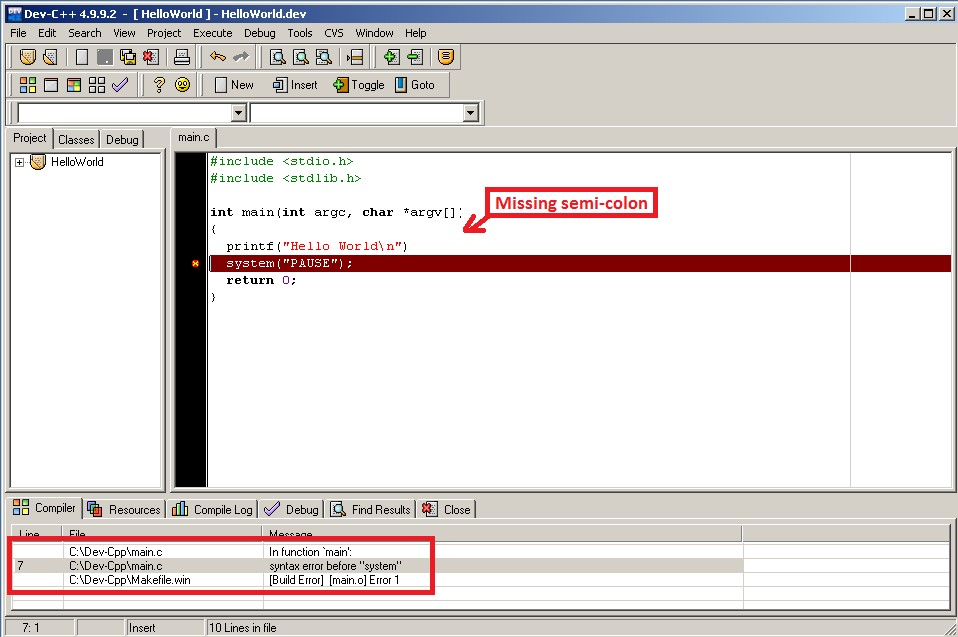 Dev-C++ 4.9.9.2 - [ HelloWorld ] - HelloWorld.dev
File Edit Search View Project Execute Debug Tools CVS Window Help
New Insert Toggle Goto
Project Classes Debug
main.c
HelloWorld
#include <stdio.h>
#include <stdlib.h>
int main(int argc, char *argv[])
Missing semi-colon
{
printf("Hello World\n")
system("PAUSE");
return 0;
}
Compiler Resources Compile Log Debug Find Results Close
Line File Message
C:\Dev-Cpp\main.c In function `main':
7 C:\Dev-Cpp\main.c syntax error before "system"
C:\Dev-Cpp\Makefile.win [Build Error] [main.o] Error 1
7: 1 Insert 10 Lines in file